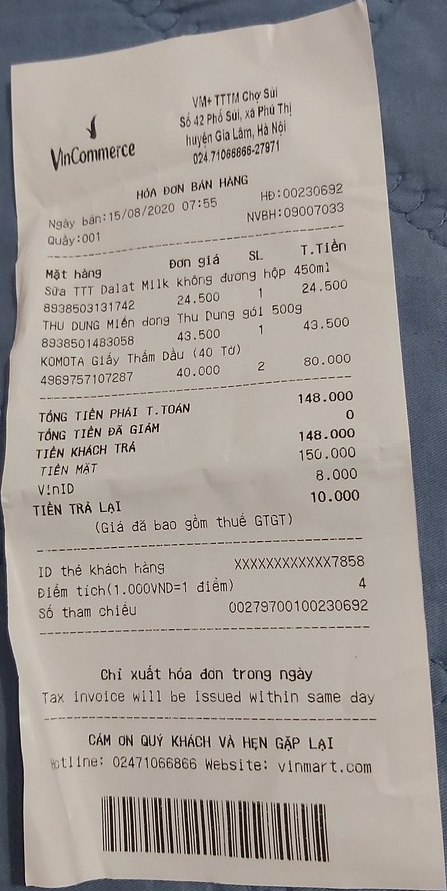 VinCommerce
VM+ TTTM Chợ Sủi
Số 42 Phố Sủi, xã Phú Thị
huyện Gia Lâm, Hà Nội
024.71066866-27971
HÓA ĐƠN BÁN HÀNG
Ngày bán:15/08/2020 07:55 HĐ:00230692
Quầy:001 NVBH:09007033
Mặt hàng Đơn giá SL T.Tiền
Sữa TTT Dalat Milk không đường hộp 450ml
8938503131742 24.500 1 24.500
THU DUNG Miến dong Thu Dung gói 500g
8938501483058 43.500 1 43.500
KOMOTA Giấy Thấm Dầu (40 Tờ)
4969757107287 40.000 2 80.000
TỔNG TIỀN PHẢI T.TOÁN 148.000
TỔNG TIỀN ĐÃ GIẢM 0
TIỀN KHÁCH TRẢ 148.000
TIỀN MẶT 150.000
V!nID 8.000
TIỀN TRẢ LẠI 10.000
(Giá đã bao gồm thuế GTGT)
ID thẻ khách hàng XXXXXXXXXXXX7858
Điểm tích(1.000VND=1 điểm) 4
Số tham chiếu 00279700100230692
Chỉ xuất hóa đơn trong ngày
Tax invoice will be issued within same day
CẢM ƠN QUÝ KHÁCH VÀ HẸN GẶP LẠI
Hotline: 02471066866 Website: vinmart.com